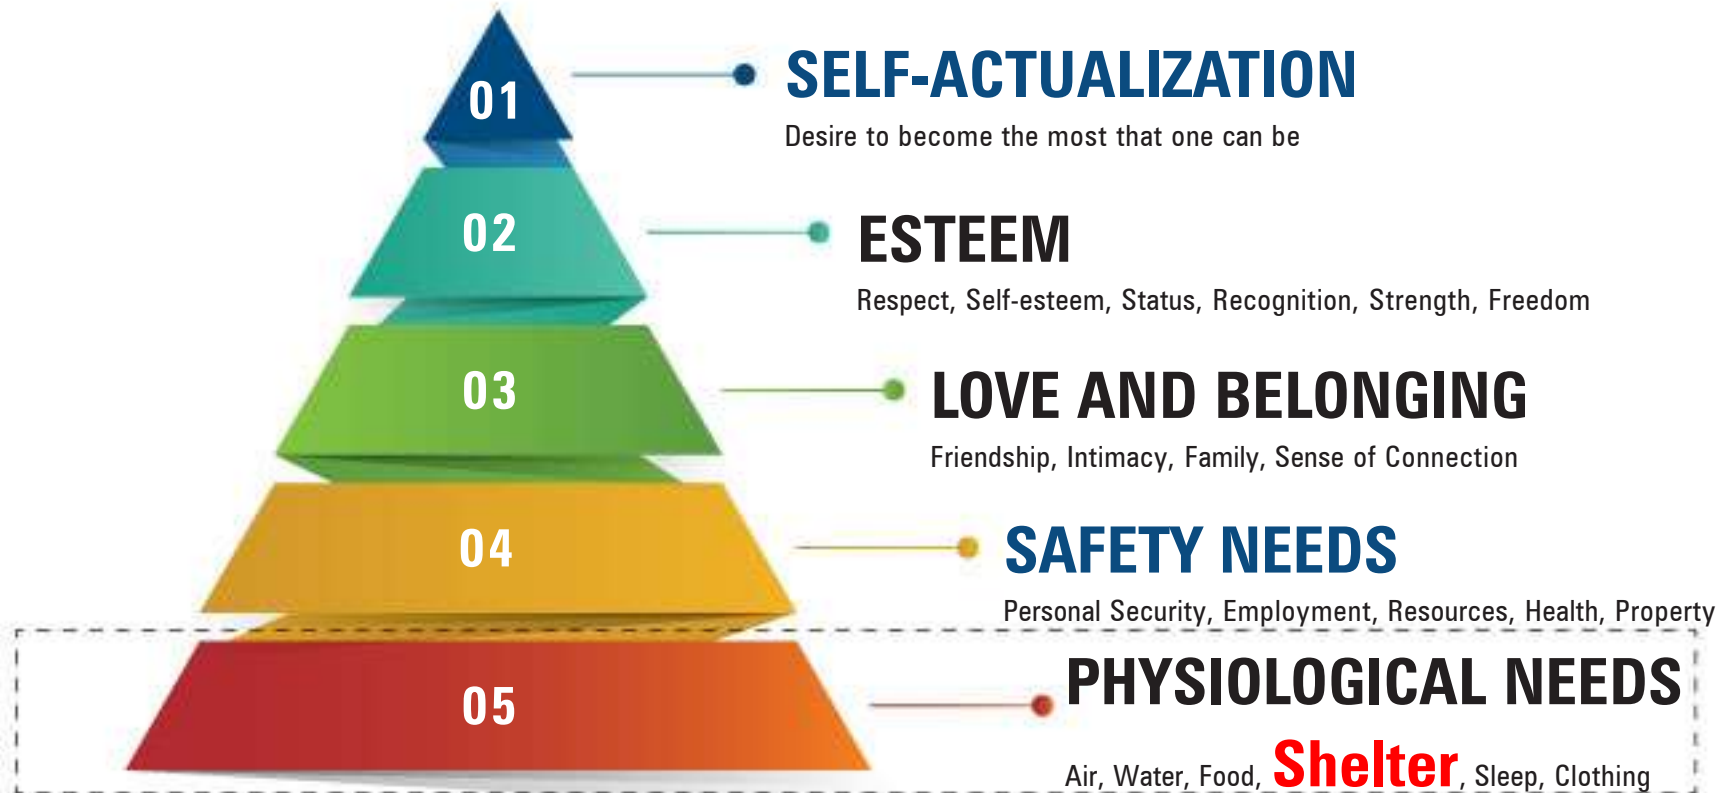 01
SELF-ACTUALIZATION
Desire to become the most that one can be
02
ESTEEM
Respect, Self-esteem, Status, Recognition, Strength, Freedom
03
LOVE AND BELONGING
Friendship, Intimacy, Family, Sense of Connection
04
SAFETY NEEDS
Personal Security, Employment, Resources, Health, Property
05
PHYSIOLOGICAL NEEDS
Air, Water, Food, Shelter, Sleep, Clothing